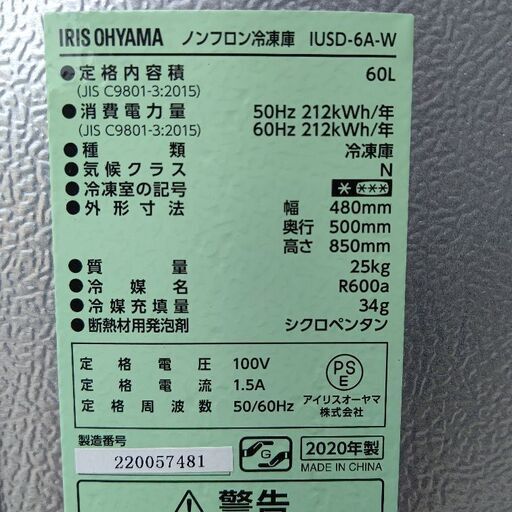 IRIS OHYAMA ノンフロン冷凍庫 IUSD-6A-W
●定格内容積 60L
(JIS C9801-3:2015)
●消費電力量 50Hz 212kWh/年
(JIS C9801-3:2015) 60Hz 212kWh/年
●種類 冷凍庫
●気候クラス N
●冷凍室の記号 * ***
●外形寸法 幅 480mm
奥行 500mm
高さ 850mm
●質量 25kg
●冷媒名 R600a
●冷媒充填量 34g
●断熱材用発泡剤 シクロペンタン
定格電圧 100V
定格電流 1.5A
定格周波数 50/60Hz
PS
E
アイリスオーヤマ
株式会社
製造番号
220057481
G
2020年製
MADE IN CHINA
警告